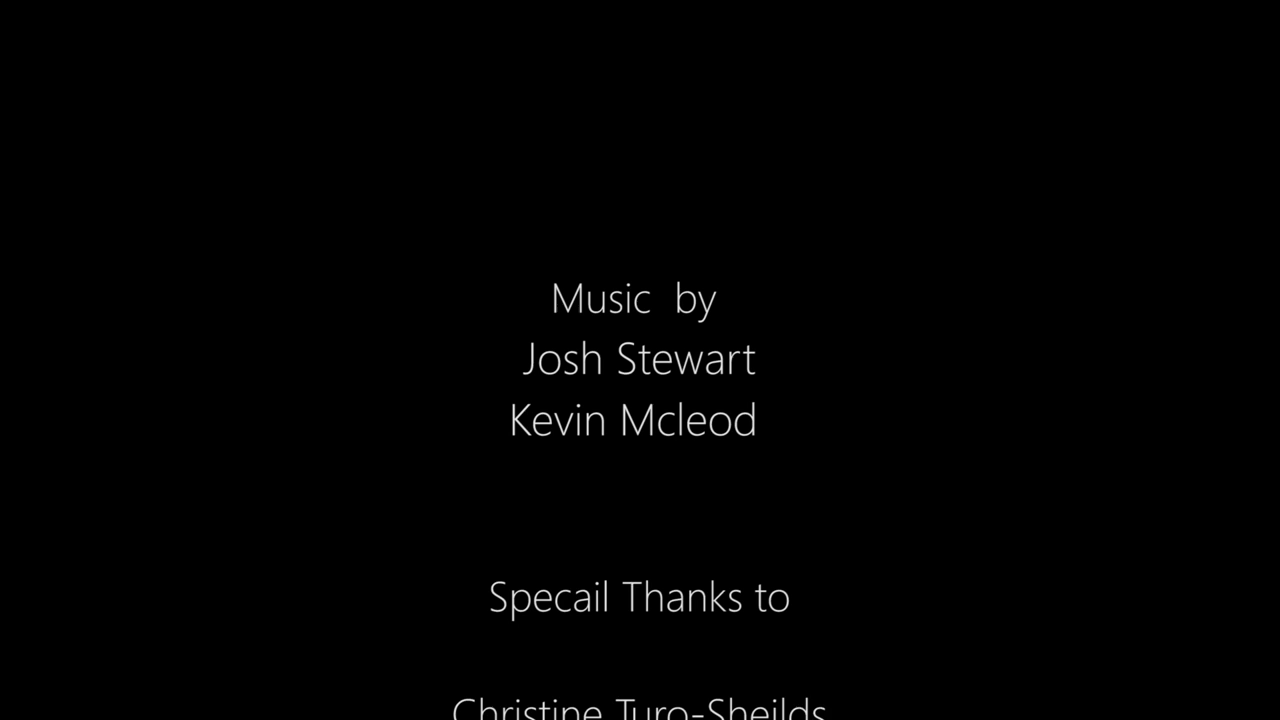 Music  by
Josh Stewart
Kevin Mcleod
Specail Thanks to
Christine Turo-Sheilds